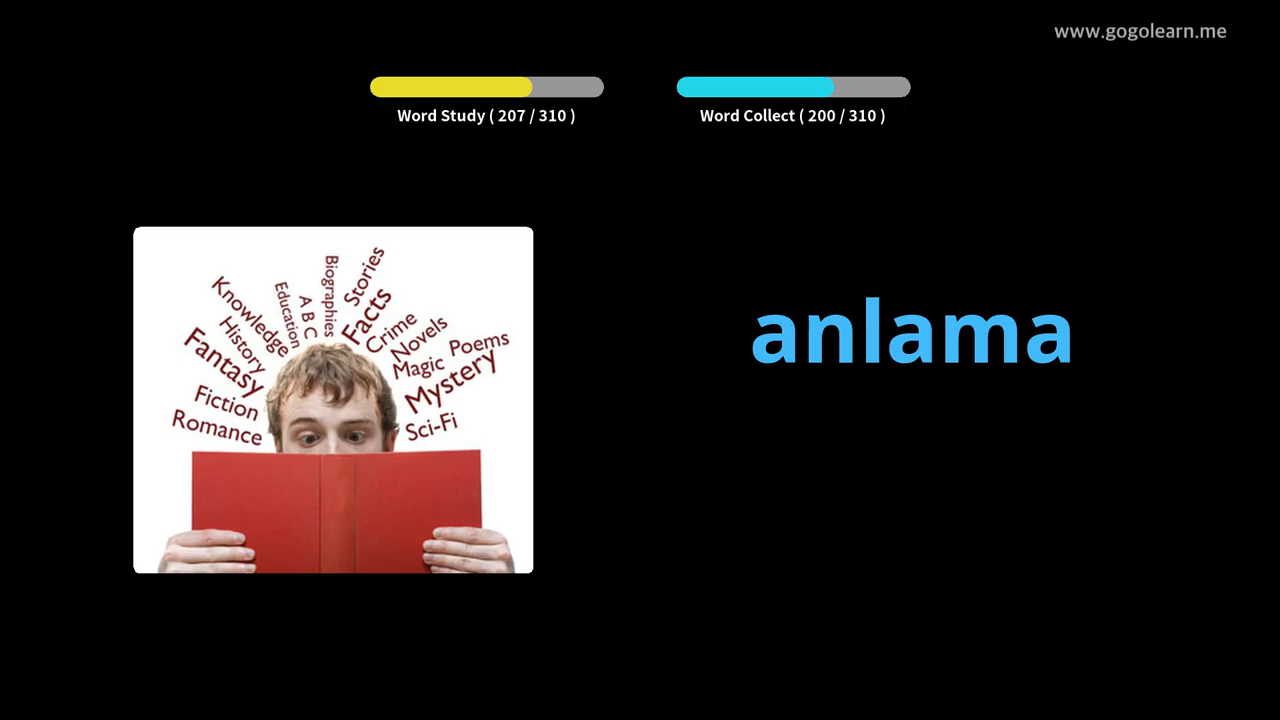 www.gogolearn.me
Word Study ( 207 / 310 )
Word Collect ( 200 / 310 )
anlama
Biographies
Stories
Education
A B C
Facts
Knowledge
Crime
History
Novels
Poems
Fantasy
Magic
Mystery
Fiction
Romance
Sci-Fi